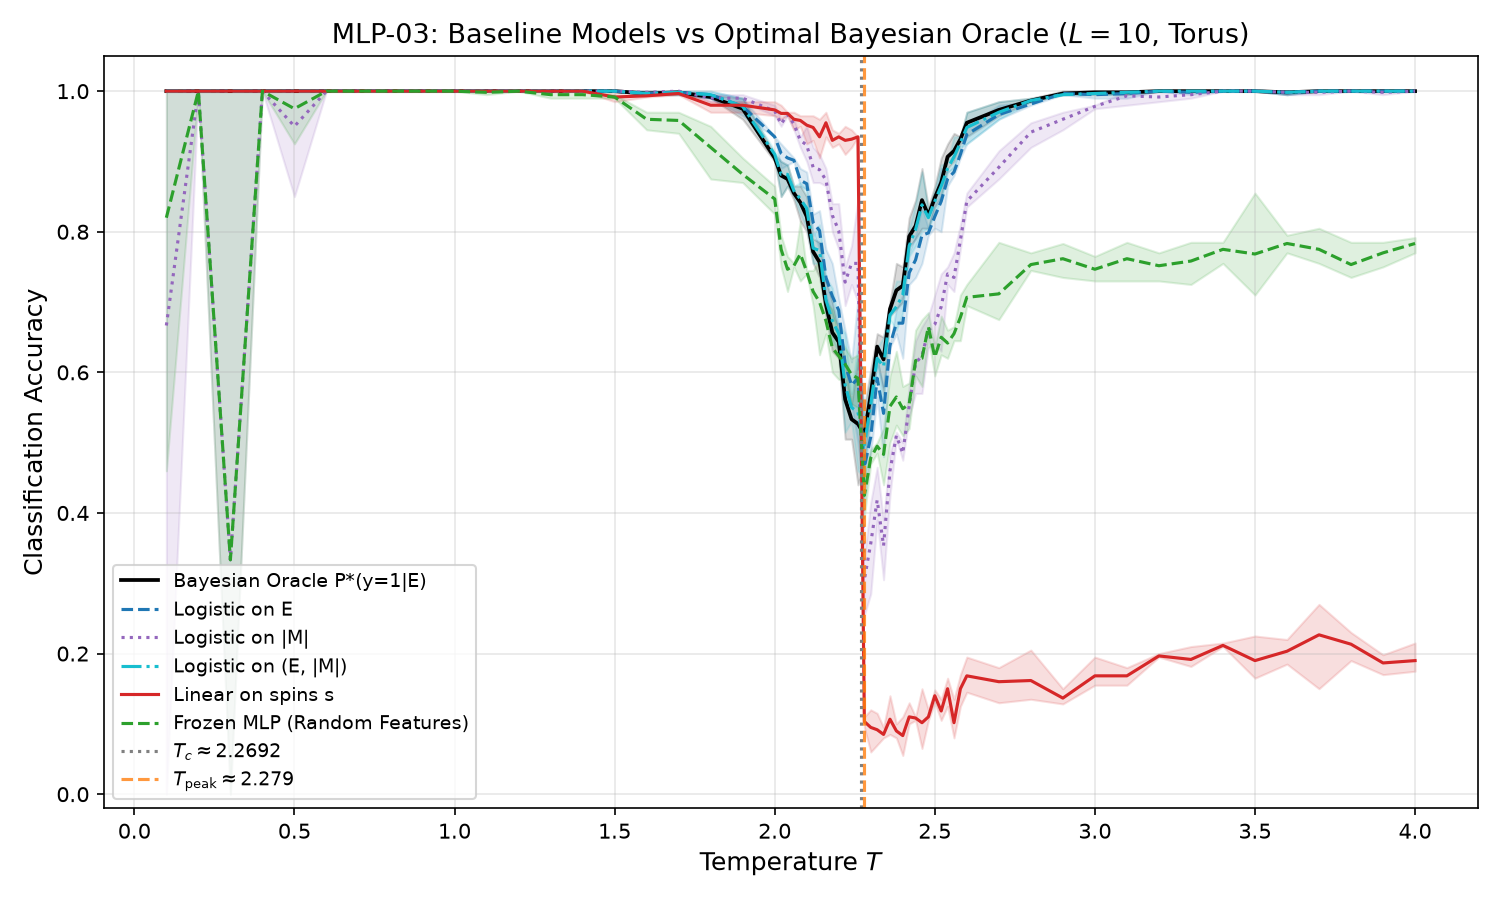 MLP-03: Baseline Models vs Optimal Bayesian Oracle (L = 10, Torus)
Classification Accuracy
1.0
0.8
0.6
0.4
0.2
0.0
Bayesian Oracle P*(y=1|E)
Logistic on E
Logistic on |M|
Logistic on (E, |M|)
Linear on spins s
Frozen MLP (Random Features)
T_c ≈ 2.2692
T_peak ≈ 2.279
0.0 0.5 1.0 1.5 2.0 2.5 3.0 3.5 4.0
Temperature T